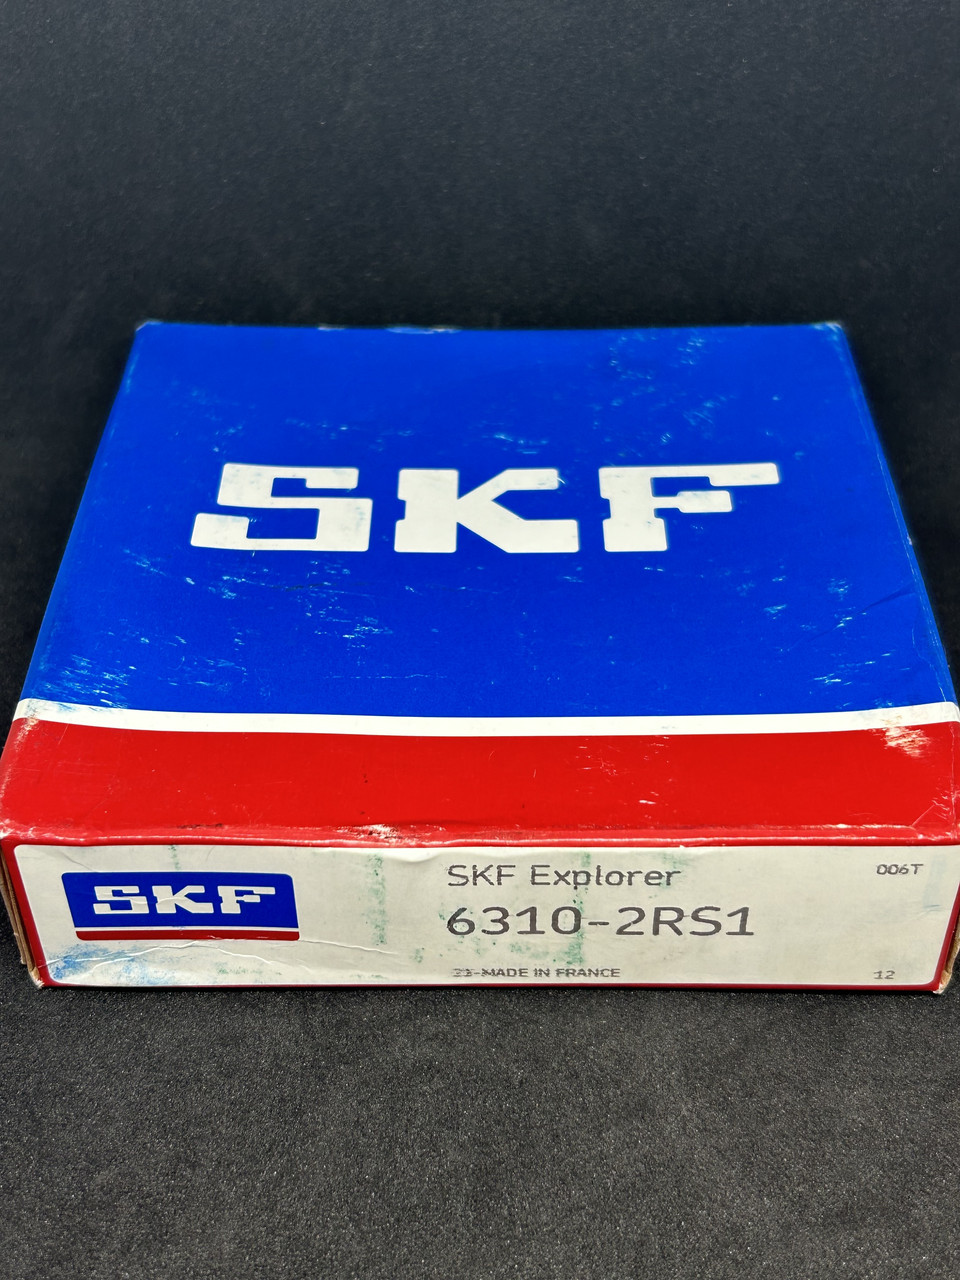 SKF
SKF
SKF Explorer
006T
6310-2RS1
MADE IN FRANCE
12